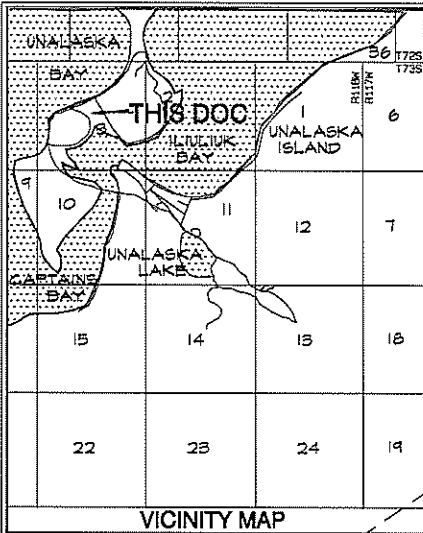 UNALASKA
BAY
36
T72S
T73S
THIS DOC
R118W
R117W
1
6
UNALASKA
ISLAND
ILIULIUK
BAY
9
10
11
12
7
UNALASKA
LAKE
CAPTAINS
BAY
15
14
13
18
22
23
24
19
VICINITY MAP